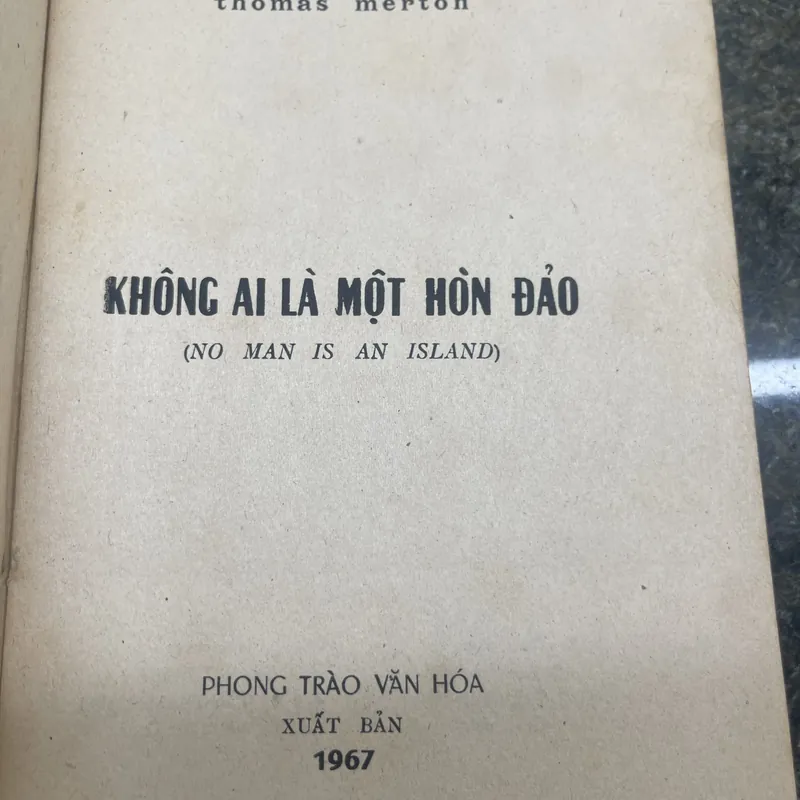 thomas merton
KHÔNG AI LÀ MỘT HÒN ĐẢO
(NO MAN IS AN ISLAND)
PHONG TRÀO VĂN HÓA
XUẤT BẢN
1967